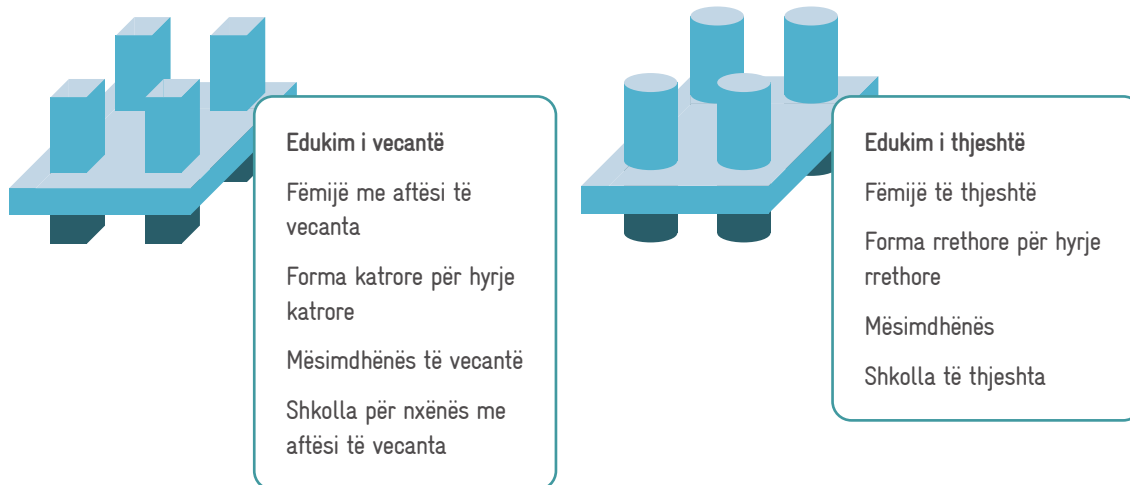 Edukim i vecantë
Fëmijë me aftësi të
vecanta
Forma katrore për hyrje
katrore
Mësimdhënës të vecantë
Shkolla për nxënës me
aftësi të vecanta
Edukim i thjeshtë
Fëmijë të thjeshtë
Forma rrethore për hyrje
rrethore
Mësimdhënës
Shkolla të thjeshta